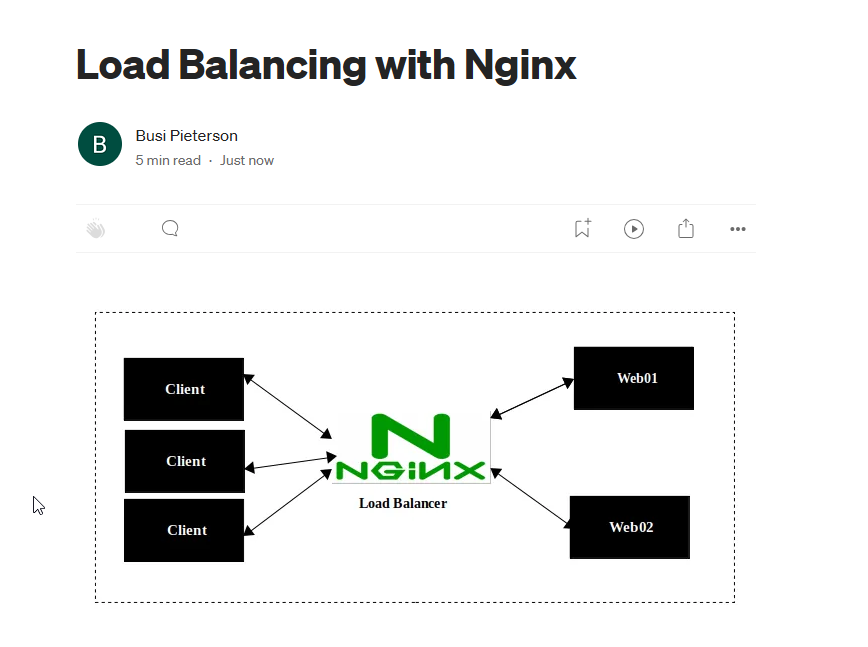 Load Balancing with Nginx
B
Busi Pieterson
5 min read · Just now
Client
Client
Client
NGiNX
Load Balancer
Web01
Web02